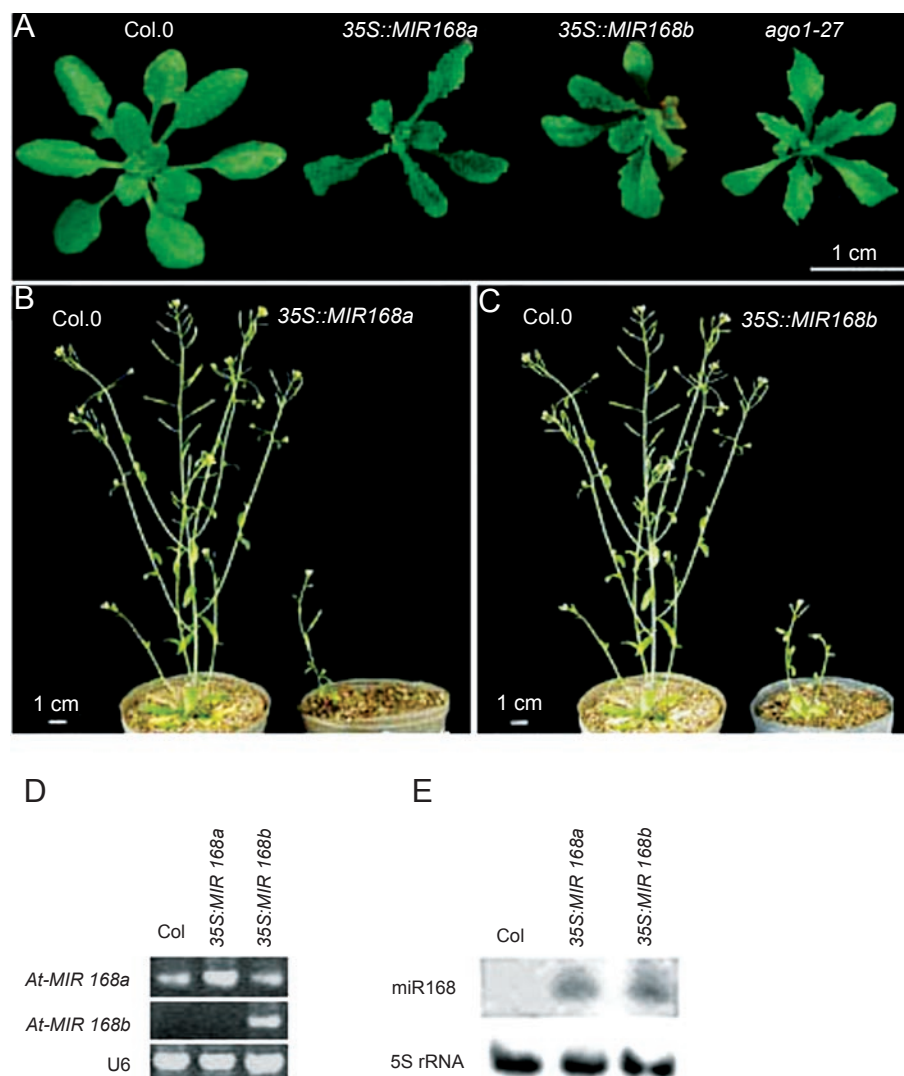 A
Col.0
35S::MIR168a
35S::MIR168b
ago1-27
1 cm
B
Col.0
35S::MIR168a
1 cm
C
Col.0
35S::MIR168b
1 cm
D
Col
35S:MIR 168a
35S:MIR 168b
At-MIR 168a
At-MIR 168b
U6
E
Col
35S:MIR 168a
35S:MIR 168b
miR168
5S rRNA